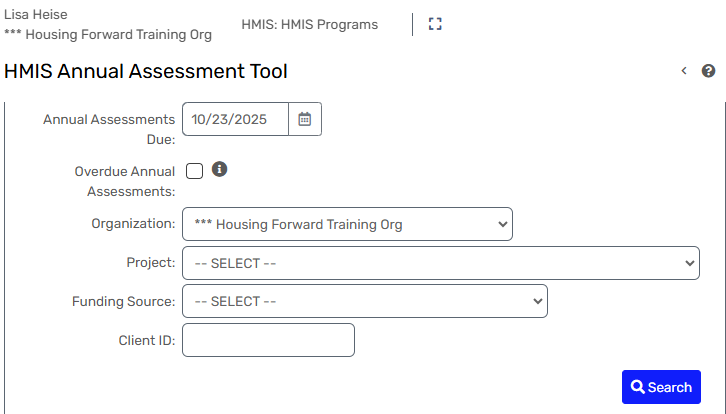 Lisa Heise
*** Housing Forward Training Org
HMIS: HMIS Programs
HMIS Annual Assessment Tool
Annual Assessments Due: 10/23/2025
Overdue Annual Assessments:
Organization: *** Housing Forward Training Org
Project: -- SELECT --
Funding Source: -- SELECT --
Client ID:
Search